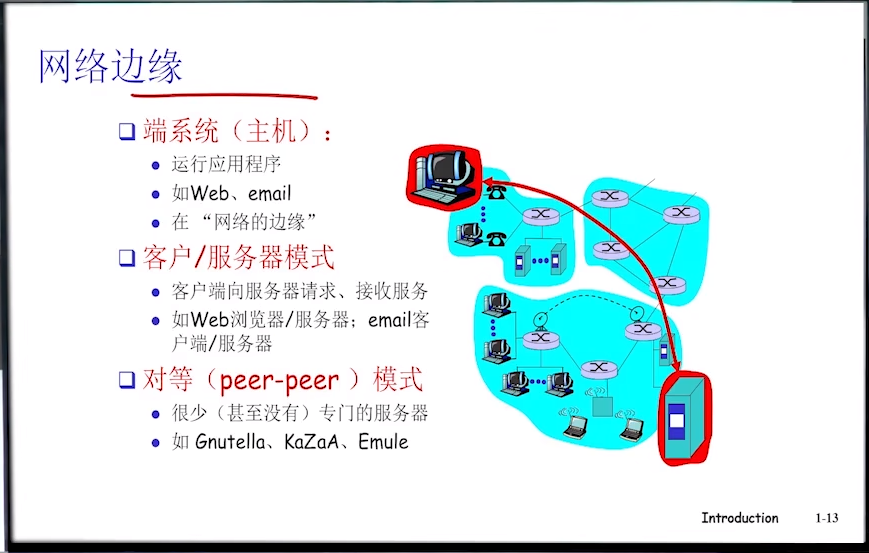 网络边缘
❑ 端系统（主机）：
● 运行应用程序
● 如Web、email
● 在 “网络的边缘”
❑ 客户/服务器模式
● 客户端向服务器请求、接收服务
● 如Web浏览器/服务器；email客
户端/服务器
❑ 对等（peer-peer ）模式
● 很少（甚至没有）专门的服务器
● 如 Gnutella、KaZaA、Emule
Introduction 1-13